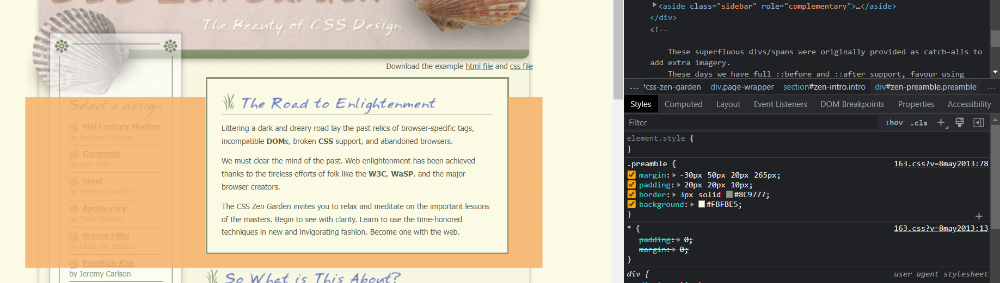 The Beauty of CSS Design
Download the example html file and css file
Select a design
Mid Century Modern
by Andrew Lohman
Garments
by Dan Mall
Steel
by Steffen Knoeller
Apothecary
by Trent Walton
Screen Filler
by Elliot Jay Stocks
Fountain Kiss
by Jeremy Carlson
The Road to Enlightenment
Littering a dark and dreary road lay the past relics of browser-specific tags,
incompatible DOMs, broken CSS support, and abandoned browsers.
We must clear the mind of the past. Web enlightenment has been achieved
thanks to the tireless efforts of folk like the W3C, WaSP, and the major
browser creators.
The CSS Zen Garden invites you to relax and meditate on the important lessons
of the masters. Begin to see with clarity. Learn to use the time-honored
techniques in new and invigorating fashion. Become one with the web.
So What is This About?
<aside class="sidebar" role="complementary">…</aside>
</div>
<!--
These superfluous divs/spans were originally provided as catch-alls to
add extra imagery.
These days we have full ::before and ::after support, favour using
… #css-zen-garden div.page-wrapper section#zen-intro.intro div#zen-preamble.preamble …
Styles Computed Layout Event Listeners DOM Breakpoints Properties Accessibility
Filter :hov .cls +
element.style {
}
.preamble { 163.css?v=8may2013:78
margin: -30px 50px 20px 265px;
padding: 20px 20px 10px;
border: 3px solid #8C9777;
background: #FBFBE5;
}
* { 163.css?v=8may2013:13
padding: 0;
margin: 0;
}
div { user agent stylesheet